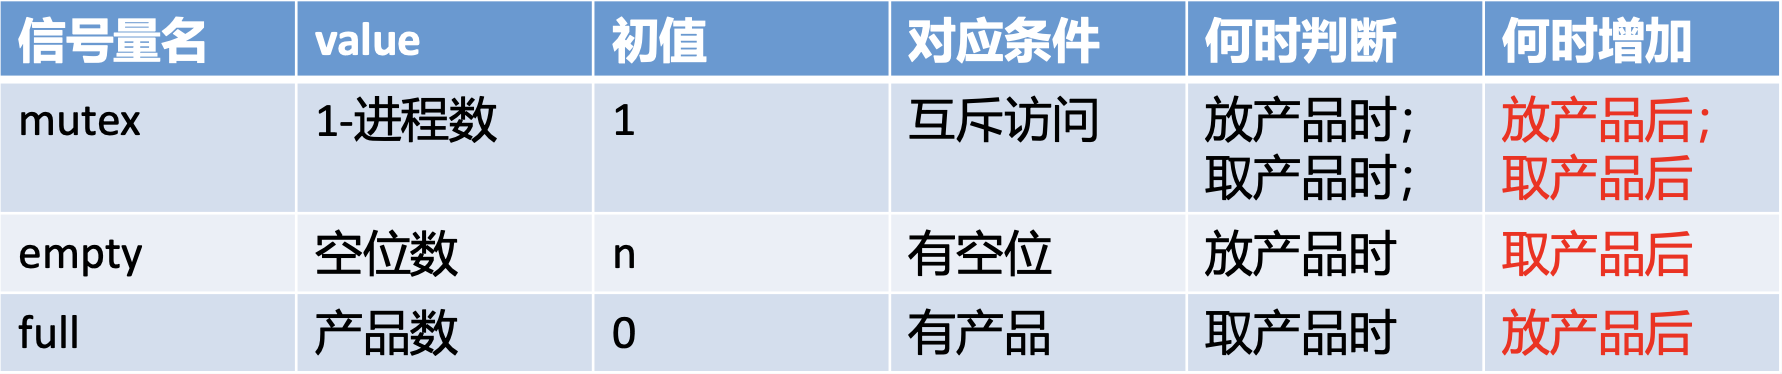 信号量名 value 初值 对应条件 何时判断 何时增加
mutex 1-进程数 1 互斥访问 放产品时； 放产品后；
取产品时； 取产品后
empty 空位数 n 有空位 放产品时 取产品后
full 产品数 0 有产品 取产品时 放产品后